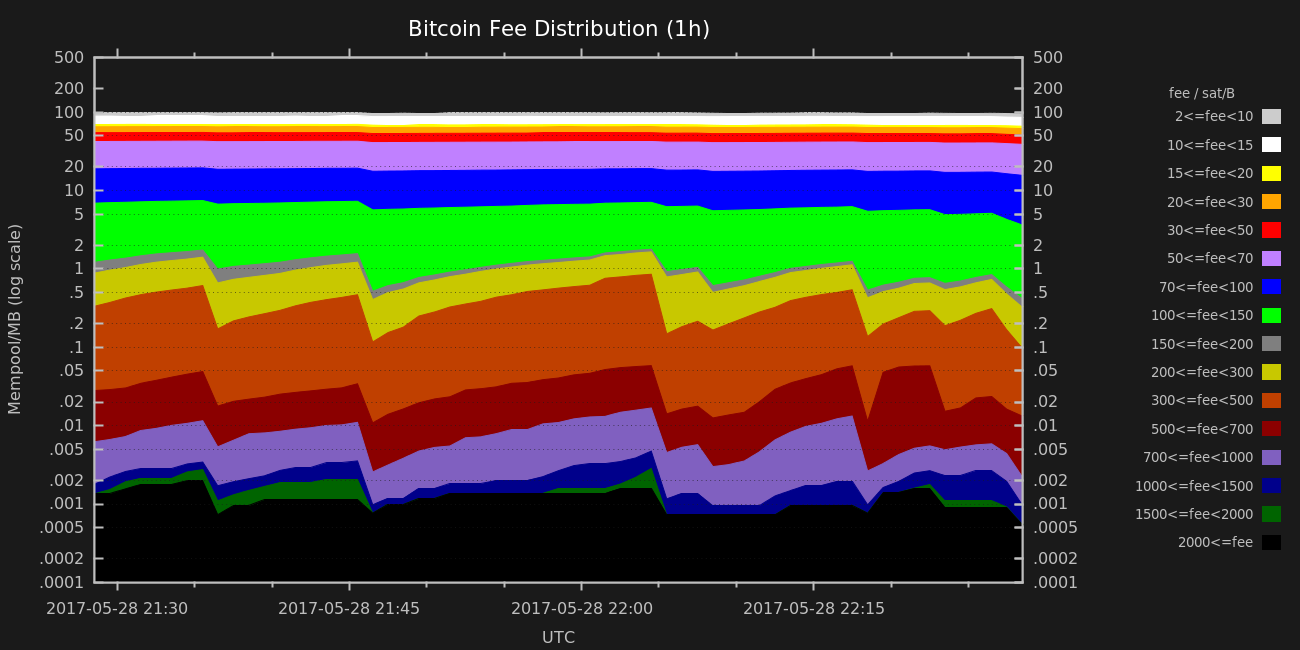 Bitcoin Fee Distribution (1h)
Mempool/MB (log scale)
500
200
100
50
20
10
5
2
1
.5
.2
.1
.05
.02
.01
.005
.002
.001
.0005
.0002
.0001
500
200
100
50
20
10
5
2
1
.5
.2
.1
.05
.02
.01
.005
.002
.001
.0005
.0002
.0001
fee / sat/B
2<=fee<10
10<=fee<15
15<=fee<20
20<=fee<30
30<=fee<50
50<=fee<70
70<=fee<100
100<=fee<150
150<=fee<200
200<=fee<300
300<=fee<500
500<=fee<700
700<=fee<1000
1000<=fee<1500
1500<=fee<2000
2000<=fee
2017-05-28 21:30 2017-05-28 21:45 2017-05-28 22:00 2017-05-28 22:15
UTC